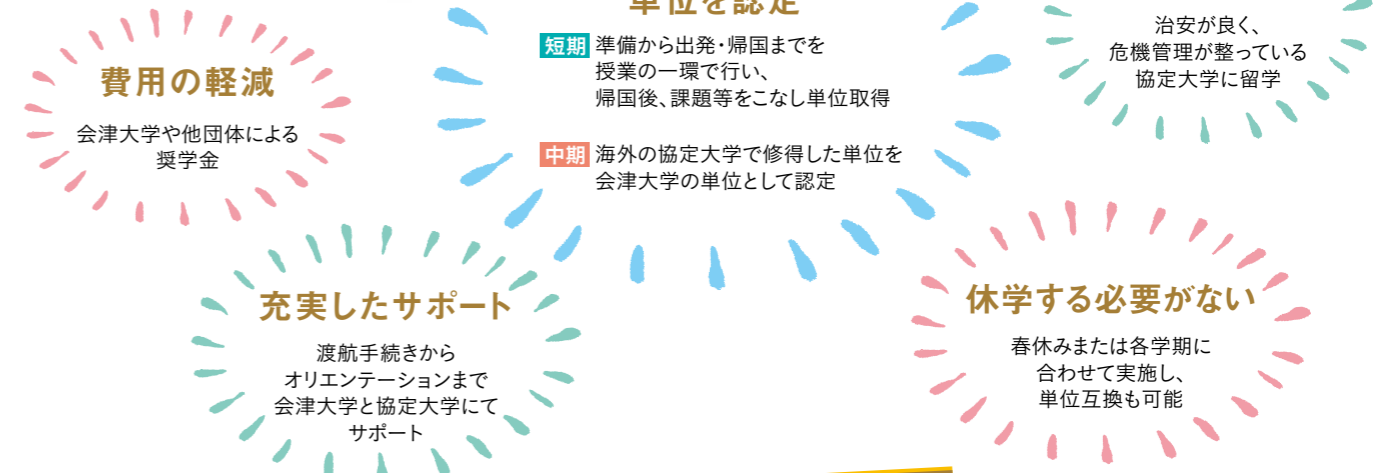 費用の軽減
会津大学や他団体による
奨学金
単位を認定
短期 準備から出発・帰国までを
授業の一環で行い、
帰国後、課題等をこなし単位取得
中期 海外の協定大学で修得した単位を
会津大学の単位として認定
治安が良く、
危機管理が整っている
協定大学に留学
充実したサポート
渡航手続きから
オリエンテーションまで
会津大学と協定大学にて
サポート
休学する必要がない
春休みまたは各学期に
合わせて実施し、
単位互換も可能